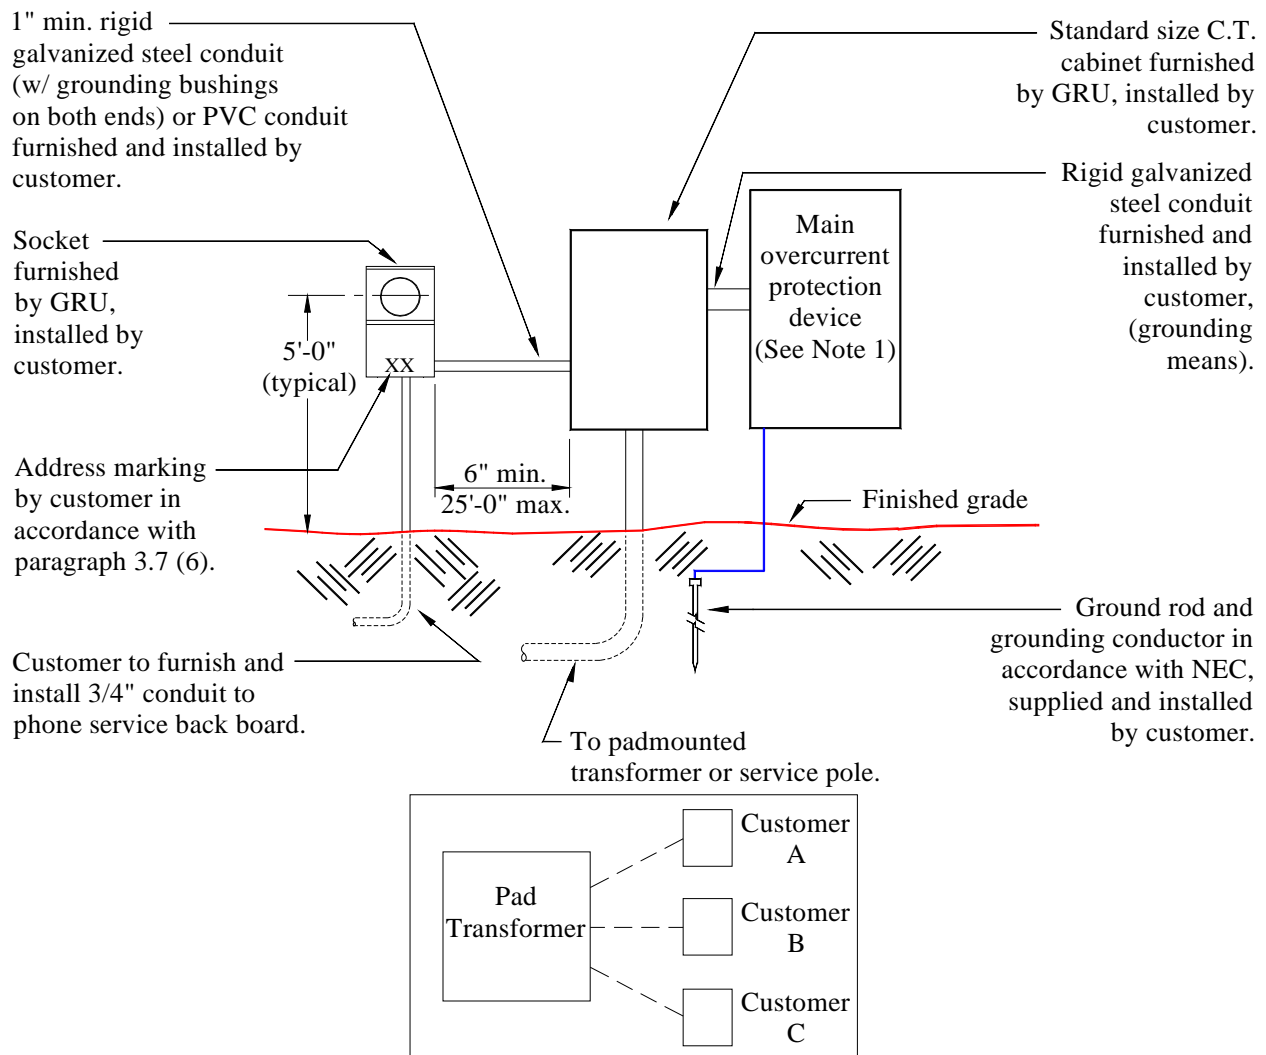 1" min. rigid
galvanized steel conduit
(w/ grounding bushings
on both ends) or PVC conduit
furnished and installed by
customer.
Standard size C.T.
cabinet furnished
by GRU, installed by
customer.
Rigid galvanized
steel conduit
furnished and
installed by
customer,
(grounding
means).
Socket
furnished
by GRU,
installed by
customer.
Main
overcurrent
protection
device
(See Note 1)
5'-0"
(typical)
XX
Address marking
by customer in
accordance with
paragraph 3.7 (6).
6" min.
25'-0" max.
Finished grade
Customer to furnish and
install 3/4" conduit to
phone service back board.
Ground rod and
grounding conductor in
accordance with NEC,
supplied and installed
by customer.
To padmounted
transformer or service pole.
Pad
Transformer
Customer
A
Customer
B
Customer
C